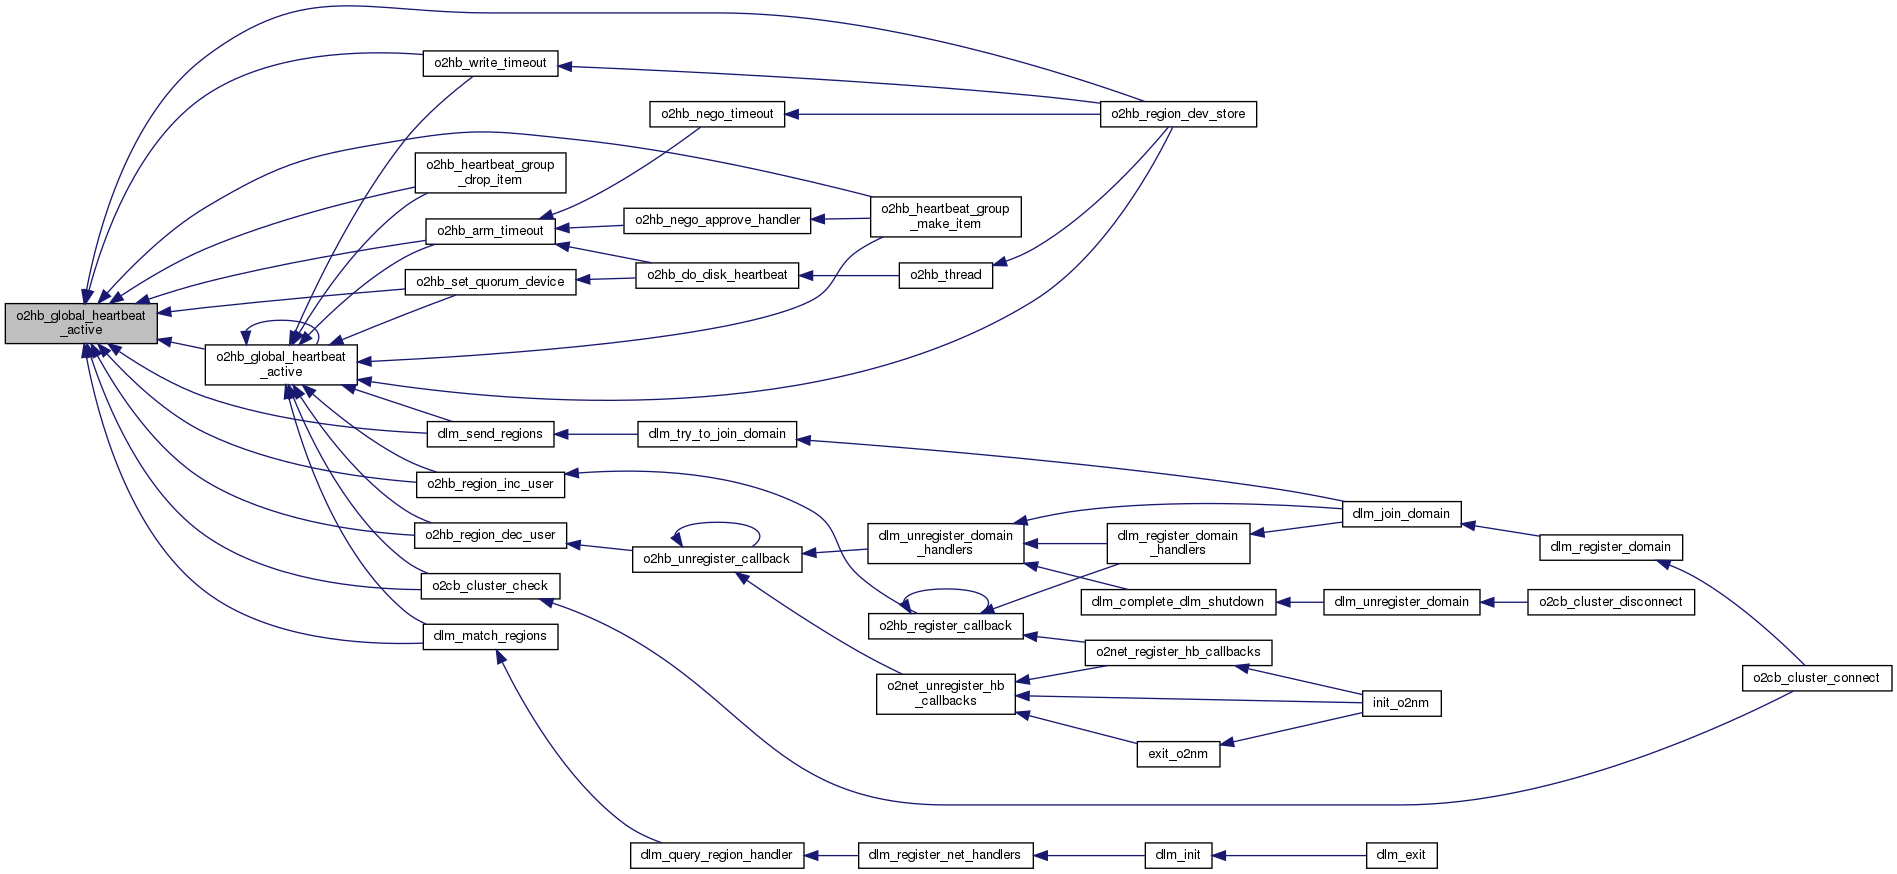 o2hb_write_timeout
o2hb_nego_timeout
o2hb_region_dev_store
o2hb_heartbeat_group
_drop_item
o2hb_arm_timeout
o2hb_nego_approve_handler
o2hb_heartbeat_group
_make_item
o2hb_set_quorum_device
o2hb_do_disk_heartbeat
o2hb_thread
o2hb_global_heartbeat
_active
o2hb_global_heartbeat
_active
dlm_send_regions
dlm_try_to_join_domain
o2hb_region_inc_user
dlm_join_domain
o2hb_region_dec_user
o2hb_unregister_callback
dlm_unregister_domain
_handlers
dlm_register_domain
_handlers
dlm_register_domain
o2cb_cluster_check
dlm_complete_dlm_shutdown
dlm_unregister_domain
o2cb_cluster_disconnect
dlm_match_regions
o2hb_register_callback
o2net_register_hb_callbacks
o2cb_cluster_connect
o2net_unregister_hb
_callbacks
init_o2nm
exit_o2nm
dlm_query_region_handler
dlm_register_net_handlers
dlm_init
dlm_exit